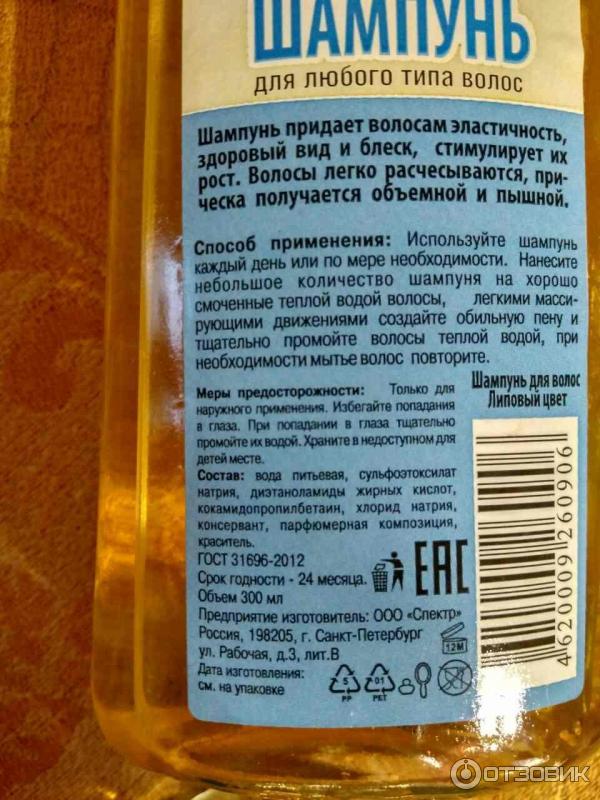 ШАМПУНЬ
для любого типа волос
Шампунь придает волосам эластичность,
здоровый вид и блеск, стимулирует их
рост. Волосы легко расчесываются, при-
ческа получается объемной и пышной.
Способ применения: Используйте шампунь
каждый день или по мере необходимости. Нанесите
небольшое количество шампуня на хорошо
смоченные теплой водой волосы, легкими масси-
рующими движениями создайте обильную пену и
тщательно промойте волосы теплой водой, при
необходимости мытье волос повторите.
Меры предосторожности: Только для
наружного применения. Избегайте попадания
в глаза. При попадании в глаза тщательно
промойте их водой. Храните в недоступном для
детей месте.
Состав: вода питьевая, сульфоэтоксилат
натрия, диэтаноламиды жирных кислот,
кокамидопропилбетаин, хлорид натрия,
консервант, парфюмерная композиция,
краситель.
ГОСТ 31696-2012
Срок годности - 24 месяца.
Объем 300 мл
Предприятие изготовитель: ООО «Спектр»
Россия, 198205, г. Санкт-Петербург
ул. Рабочая, д.3, лит.В
Дата изготовления:
см. на упаковке
Шампунь для волос
Липовый цвет
4620009260906
EAC
12M
5
PP
01
PET
ОТЗОВИК